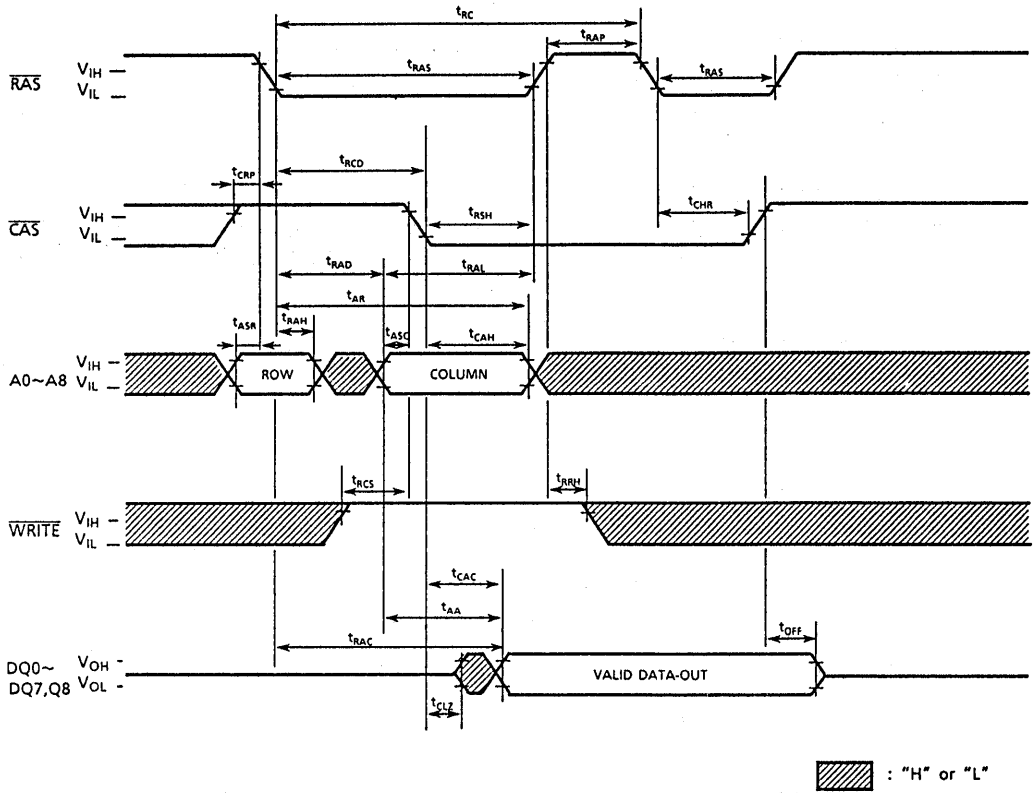 tRC
tRAP
tRAS
tRAS
RAS
VIH
VIL
tRCD
tCRP
CAS
VIH
VIL
tRSH
tCHR
tRAD
tRAL
tAR
tASR
tRAH
tASC
tCAH
A0~A8
VIH
VIL
ROW
COLUMN
tRCS
tRRH
WRITE
VIH
VIL
tCAC
tAA
tRAC
tOFF
DQ0~
DQ7,Q8
VOH
VOL
VALID DATA-OUT
tCLZ
: "H" or "L"